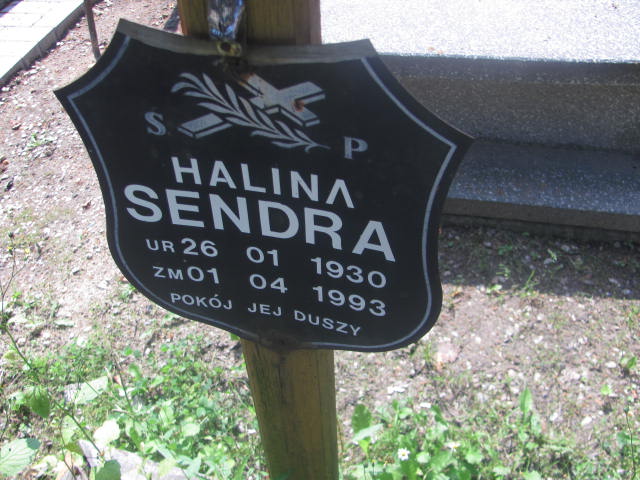 S P
HALINA
SENDRA
UR 26 01 1930
ZM 01 04 1993
POKÓJ JEJ DUSZY